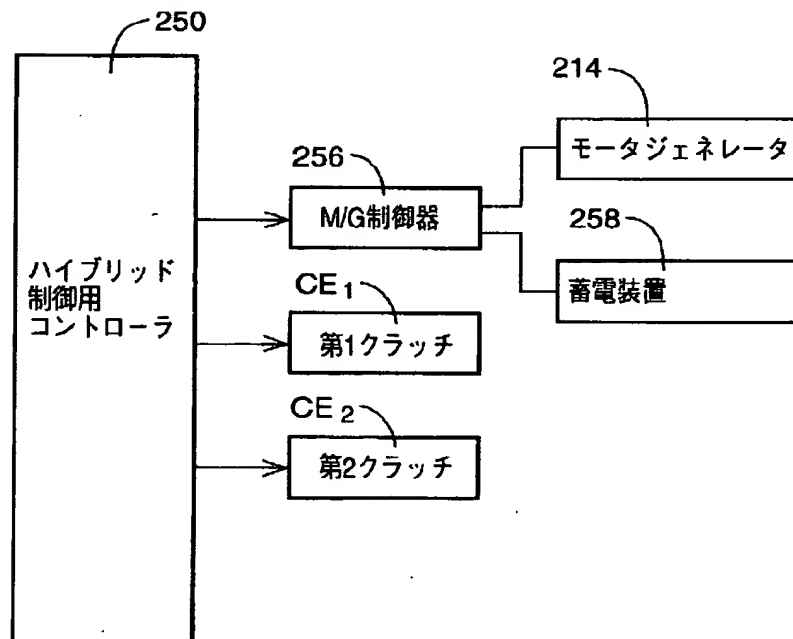 250
214
モータジェネレータ
256
M/G制御器
258
蓄電装置
ハイブリッド
制御用
コントローラ
CE1
第1クラッチ
CE2
第2クラッチ